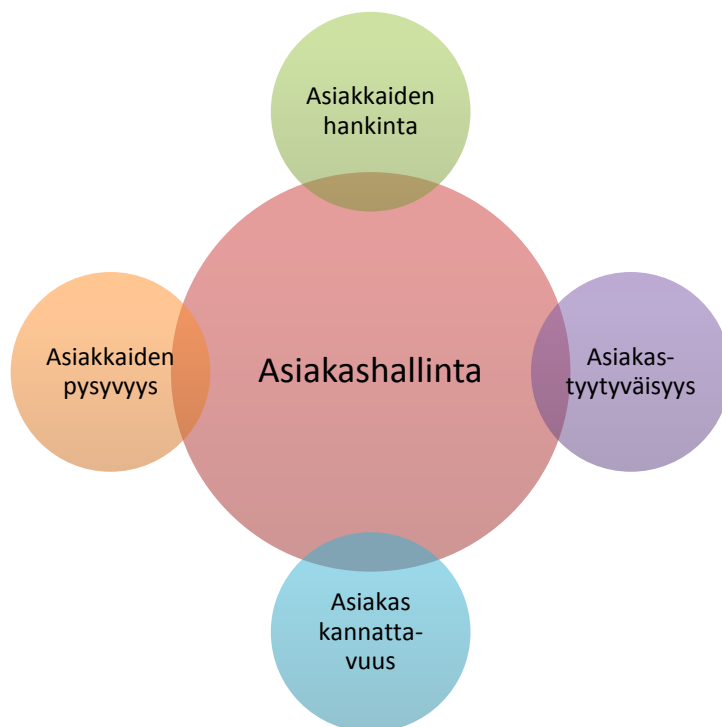 Asiakkaiden
hankinta
Asiakkaiden
pysyvyys
Asiakashallinta
Asiakas-
tyytyväisyys
Asiakas
kannatta-
vuus